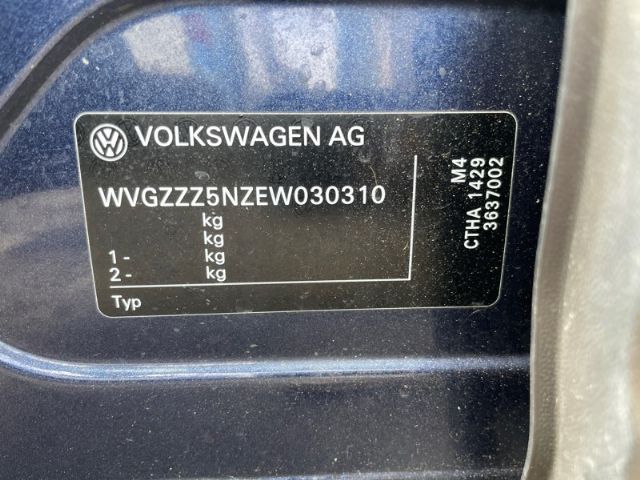 VOLKSWAGEN AG
WVGZZZ5NZEW030310
kg
kg
1 - kg
2 - kg
Typ
M4
CTHA 1429
3637002